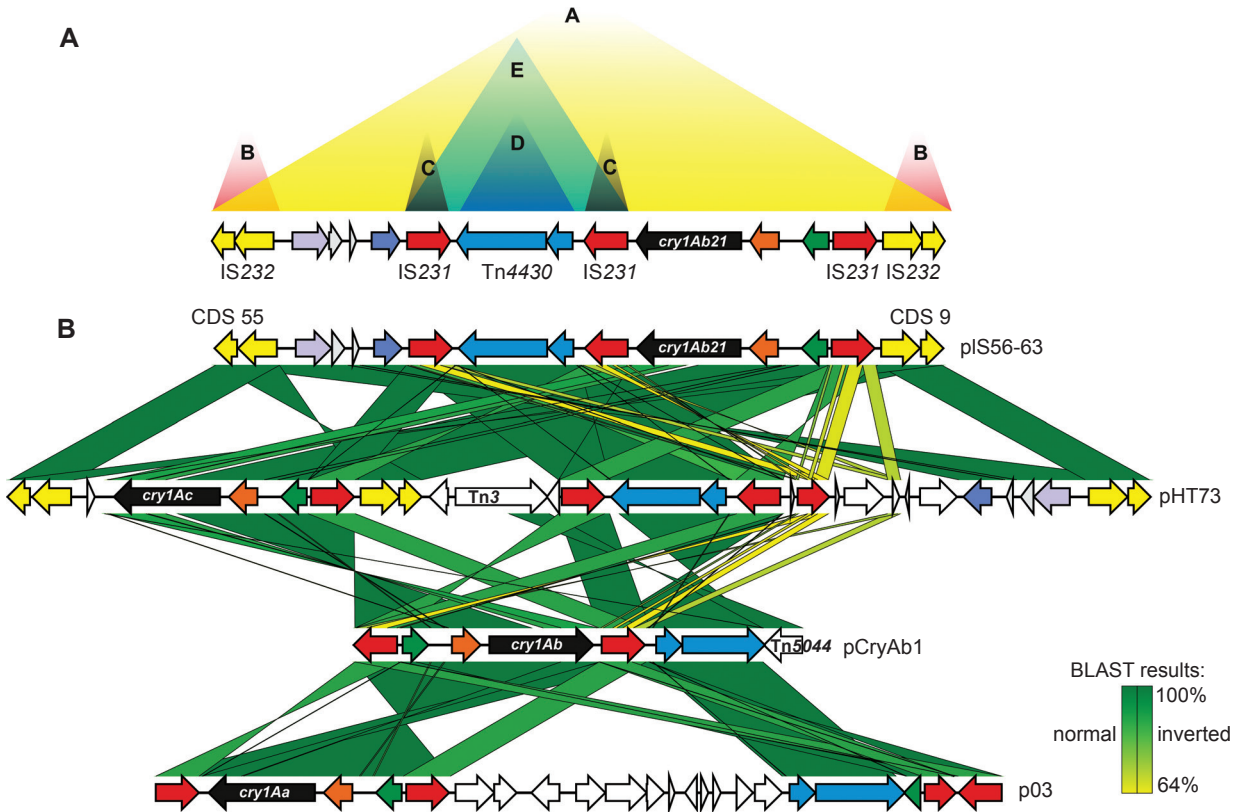 A
A
E
D
B
C
C
B
cry1Ab21
IS232
IS231
Tn4430
IS231
IS231
IS232
B
CDS 55
CDS 9
cry1Ab21
pIS56-63
cry1Ac
Tn3
pHT73
cry1Ab
Tn5044
pCryAb1
BLAST results:
100%
normal
inverted
64%
cry1Aa
p03